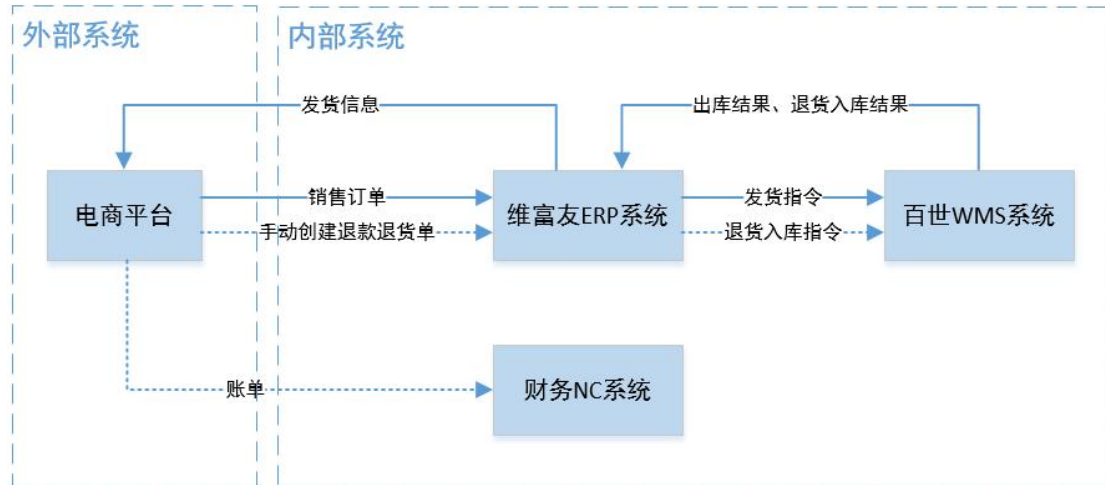 外部系统
内部系统
发货信息
出库结果、退货入库结果
电商平台
销售订单
手动创建退款退货单
维富友ERP系统
发货指令
退货入库指令
百世WMS系统
账单
财务NC系统